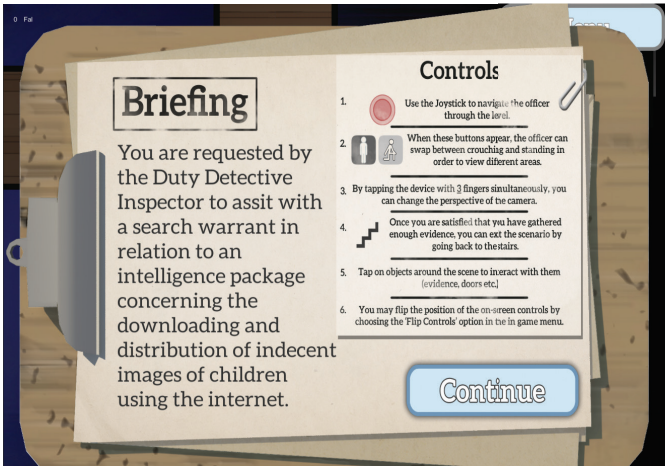 0 Fal
Briefing
You are requested by
the Duty Detective
Inspector to assit with
a search warrant in
relation to an
intelligence package
concerning the
downloading and
distribution of indecent
images of children
using the internet.
Controls
1. Use the Joystick to navigate the officer
through the level.
2. When these buttons appear, the officer can
swap between crouching and standing in
order to view different areas.
3. By tapping the device with 3 fingers simultaneously, you
can change the perspective of the camera.
4. Once you are satisfied that you have gathered
enough evidence, you can exit the scenario by
going back to the stairs.
5. Tap on objects around the scene to interact with them
(evidence, doors etc.)
6. You may flip the position of the on-screen controls by
choosing the 'Flip Controls' option in the in game menu.
Continue